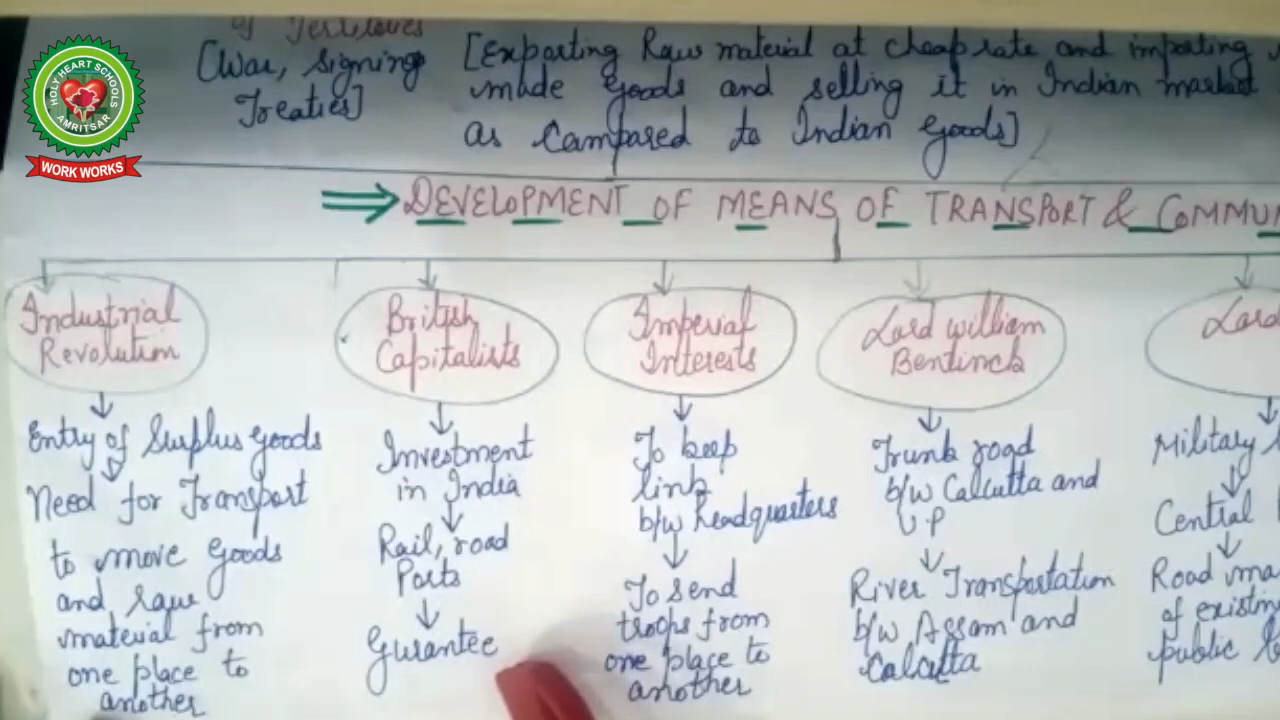 HOLY HEART SCHOOLS
AMRITSAR
WORK WORKS
of
[War, Signing
Treaties]
[Exporting Raw material at cheap rate and importing
made goods and selling it in Indian market
as Compared to Indian goods]
⇒ DEVELOPMENT OF MEANS OF TRANSPORT & COMMUN
Industrial
Revolution
Entry of Surplus goods
↓
Need for Transport
to move goods
and raw
material from
one place to
another
British
Capitalists
Investment
in India
↓
Rail, road
Ports
↓
Gurantee
Imperial
Interests
To keep
link
b/w headquarters
↓
To send
troops from
one place to
another
Lord William
Bentinck
Trunk road
b/w Calcutta and
U.P
↓
River Transportation
b/w Assam and
Calcutta
Lord
Military
↓
Central
↓
Road ma
of existin
public